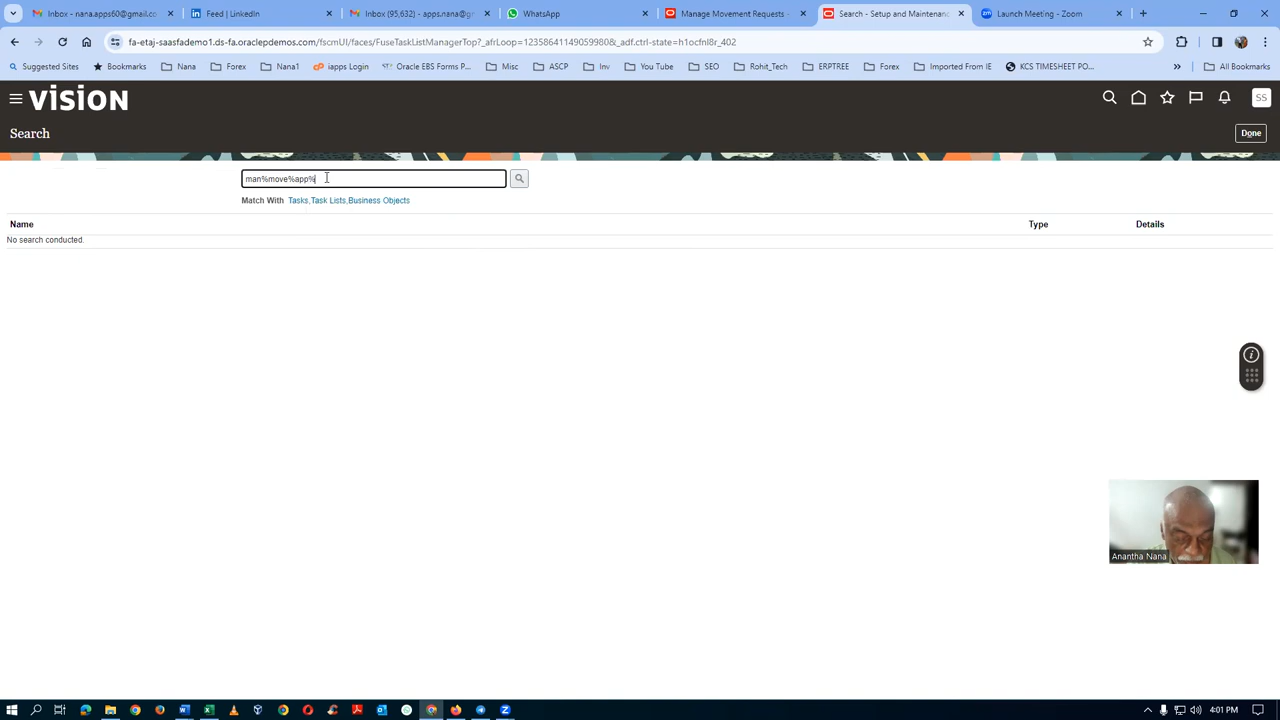 Inbox - nana.apps60@gmail.co
Feed | LinkedIn
Inbox (95,632) - apps.nana@g
WhatsApp
Manage Movement Requests -
Search - Setup and Maintenanc
Launch Meeting - Zoom
fa-etaj-saasfademo1.ds-fa.oraclepdemos.com/fscmUI/faces/FuseTaskListManagerTop?_afrLoop=1235864114905998​0&_adf.ctrl-state=h1ocfnl8r_402
Suggested Sites
Bookmarks
Nana
Forex
Nana1
iapps Login
Oracle EBS Forms P...
Misc
ASCP
Inv
You Tube
SEO
Rohit_Tech
ERPTREE
Forex
Imported From IE
KCS TIMESHEET PO...
All Bookmarks
VISION
SS
Search
Done
man%move%app%
Match With Tasks,Task Lists,Business Objects
Name
Type
Details
No search conducted.
Anantha Nana
4:01 PM